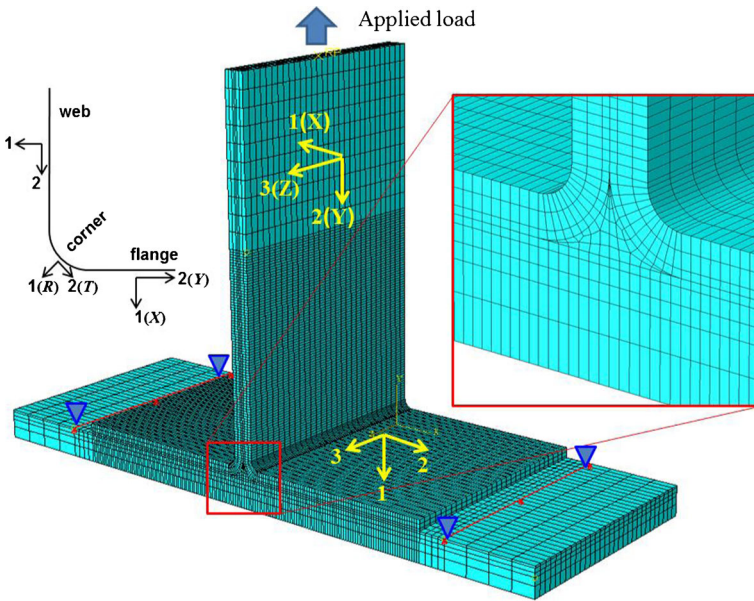 Applied load
web
1
2
corner
flange
1(R) 2(T)
2(Y)
1(X)
1(X)
3(Z)
2(Y)
3
2
1
Y
X